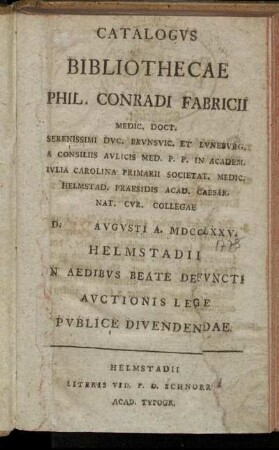 CATALOGVS
BIBLIOTHECAE
PHIL. CONRADI FABRICII
MEDIC. DOCT.
SERENISSIMI DVC. BRVNSVIC. ET LVNEBVRG.
A CONSILIIS AVLICIS MED. P. P. IN ACADEM.
IVLIA CAROLINA PRIMARII SOCIETAT. MEDIC.
HELMSTAD. PRAESIDIS ACAD. CAESAR.
NAT. CVR. COLLEGAE
D. AVGVSTI A. MDCCLXXV.
1775
HELMSTADII
IN AEDIBVS BEATE DEFVNCTI
AVCTIONIS LEGE
PVBLICE DIVENDENDAE.
HELMSTADII
LITERIS VID. P. D. SCHNORR
ACAD. TYPOGR.